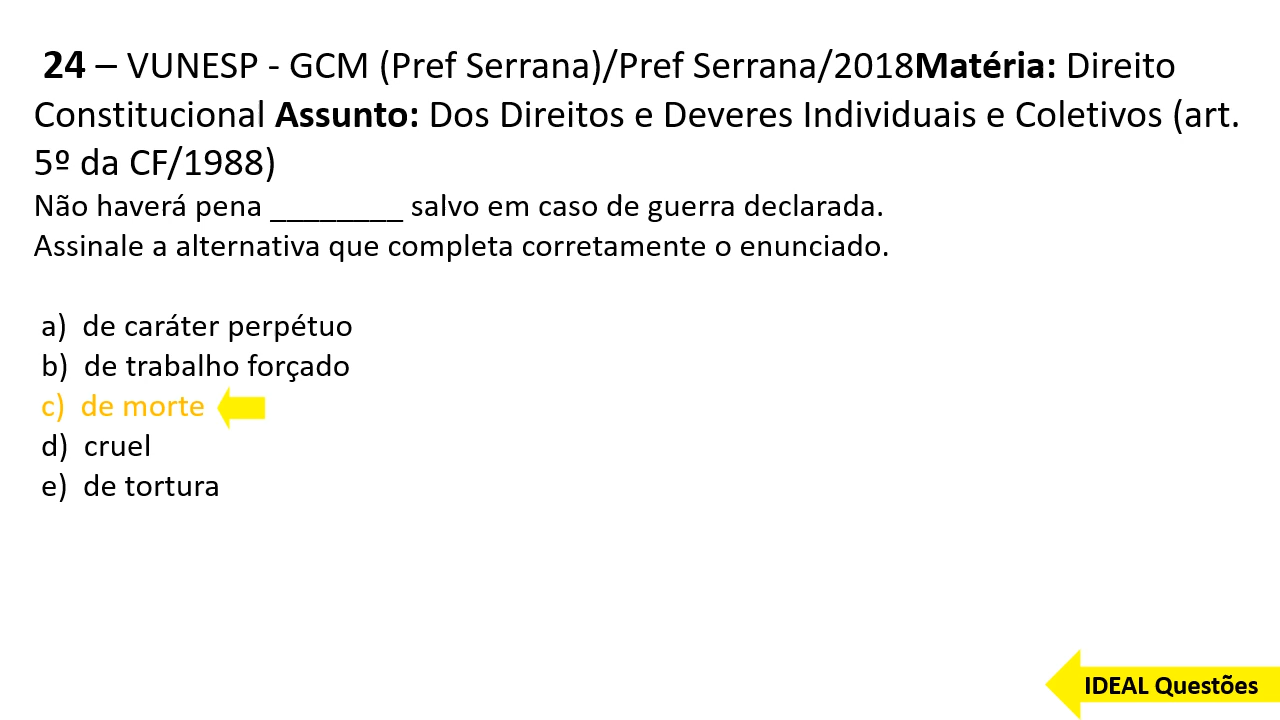 24 – VUNESP - GCM (Pref Serrana)/Pref Serrana/2018Matéria: Direito
Constitucional Assunto: Dos Direitos e Deveres Individuais e Coletivos (art.
5º da CF/1988)
Não haverá pena ________ salvo em caso de guerra declarada.
Assinale a alternativa que completa corretamente o enunciado.
a) de caráter perpétuo
b) de trabalho forçado
c) de morte
d) cruel
e) de tortura
IDEAL Questões